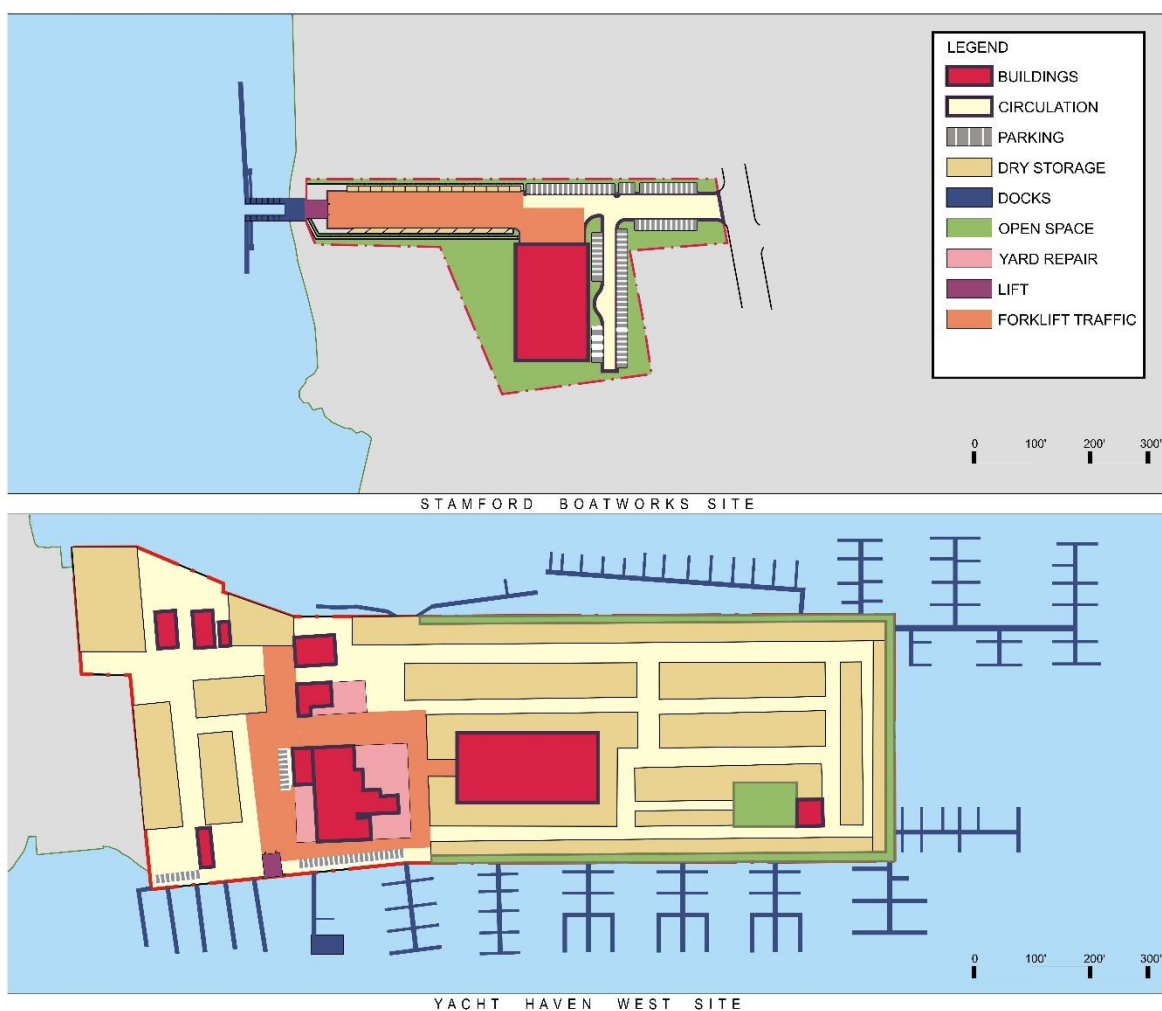 LEGEND
BUILDINGS
CIRCULATION
PARKING
DRY STORAGE
DOCKS
OPEN SPACE
YARD REPAIR
LIFT
FORKLIFT TRAFFIC
0 100' 200' 300'
STAMFORD BOATWORKS SITE
0 100' 200' 300'
YACHT HAVEN WEST SITE